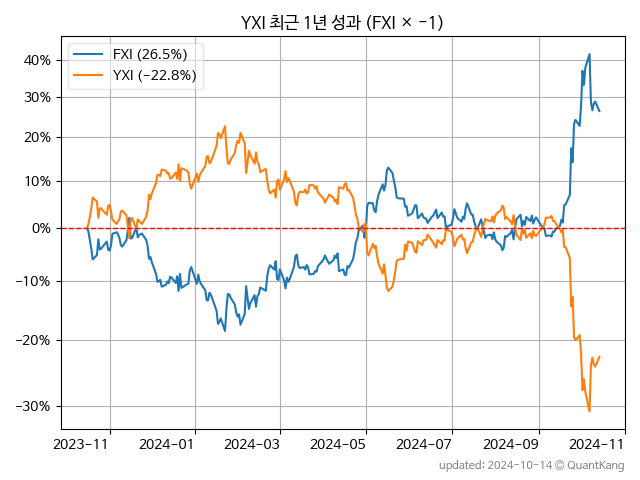 YXI 최근 1년 성과 (FXI × -1)
FXI (26.5%)
YXI (-22.8%)
40%
30%
20%
10%
0%
-10%
-20%
-30%
2023-11 2024-01 2024-03 2024-05 2024-07 2024-09 2024-11
updated: 2024-10-14 © QuantKang